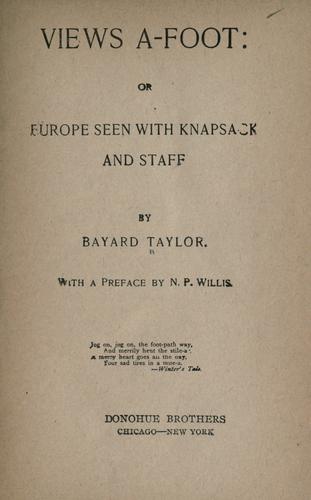 VIEWS A-FOOT:
OR
EUROPE SEEN WITH KNAPSACK
AND STAFF
BY
BAYARD TAYLOR.
WITH A PREFACE BY N. P. WILLIS.
Jog on, jog on, the foot-path way,
And merrily hent the stile-a;
A merry heart goes all the day,
Your sad tires in a mile-a.
—Winter's Tale.
DONOHUE BROTHERS
CHICAGO—NEW YORK